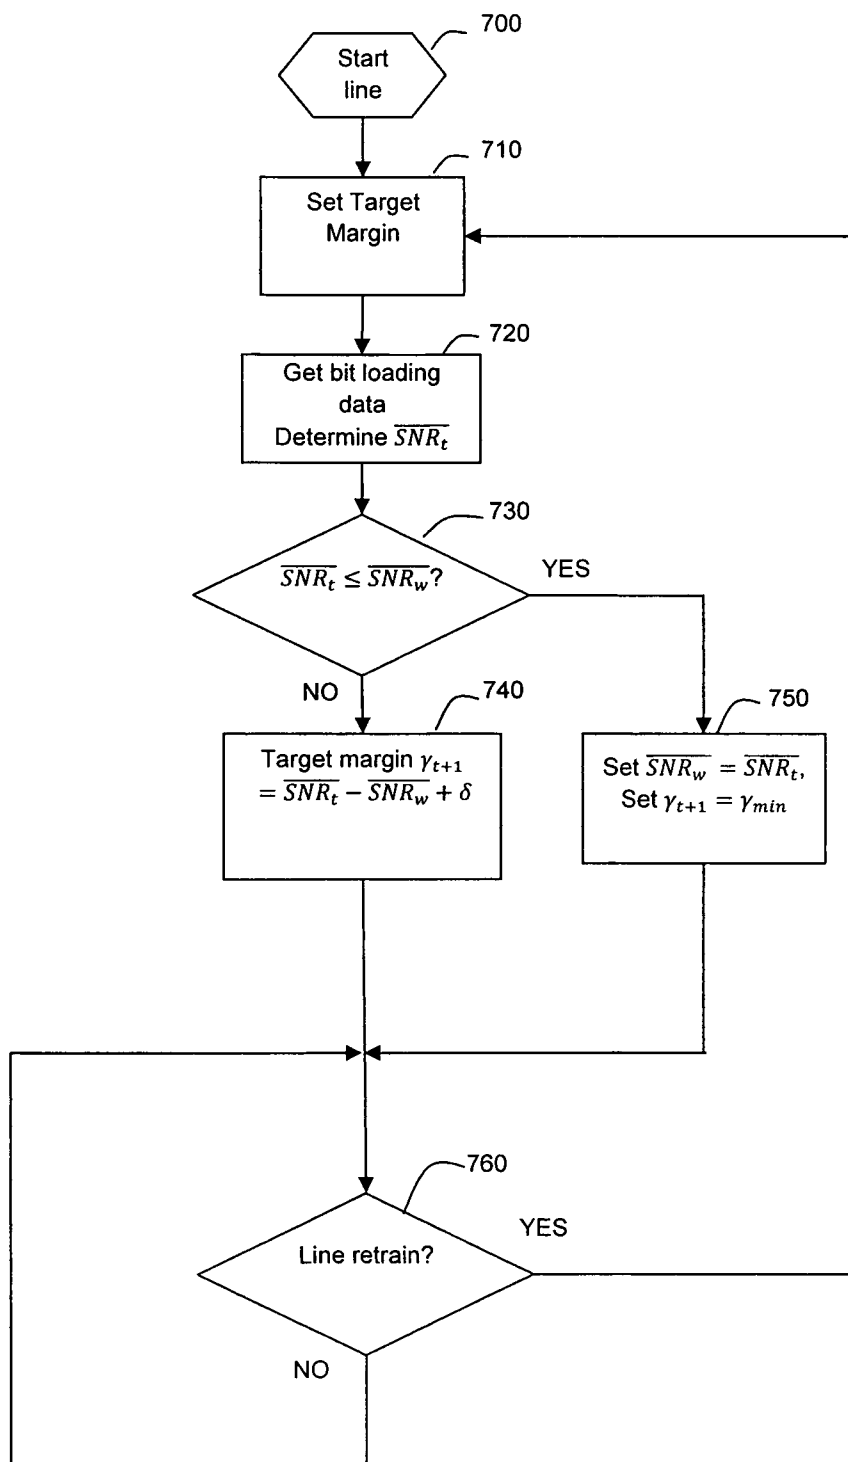 700
Start
line
710
Set Target
Margin
720
Get bit loading
data
Determine $\overline{SNR_t}$
730
$\overline{SNR_t} \leq \overline{SNR_w}$?
YES
NO
740
Target margin $\gamma_{t+1}$
$= \overline{SNR_t} - \overline{SNR_w} + \delta$
750
Set $\overline{SNR_w} = \overline{SNR_t}$,
Set $\gamma_{t+1} = \gamma_{min}$
760
Line retrain?
YES
NO